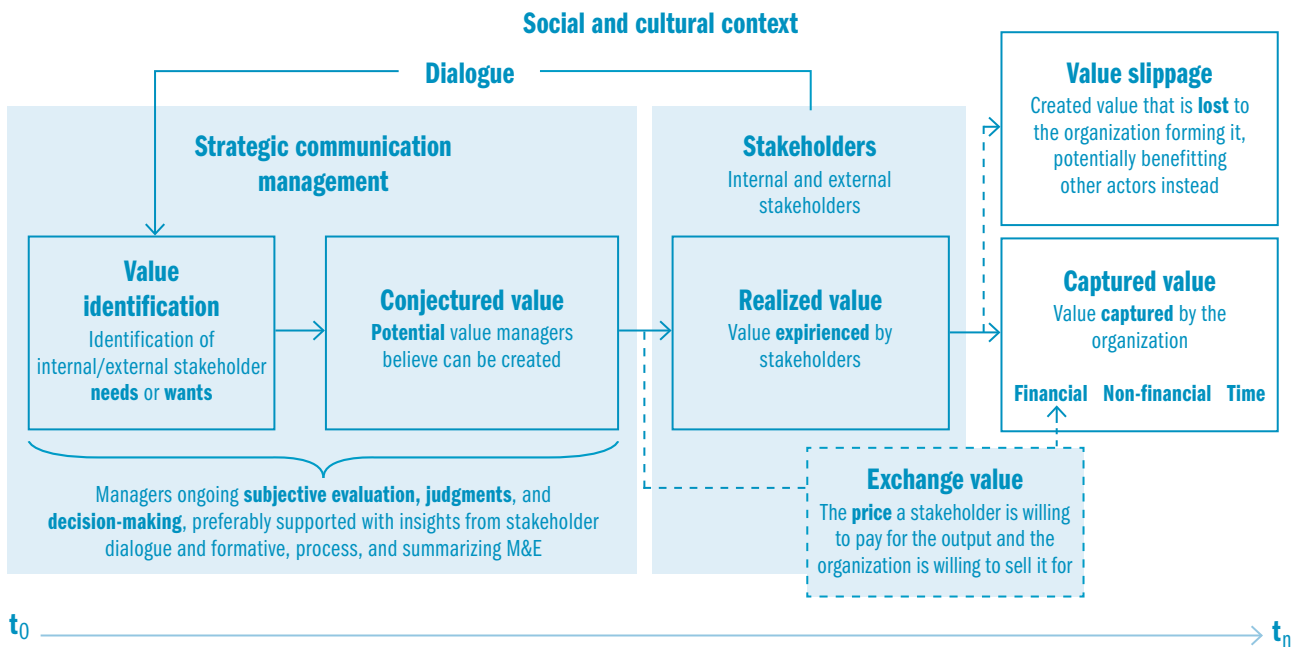 Social and cultural context
Dialogue
Strategic communication
management
Value
identification
Identification of
internal/external stakeholder
needs or wants
Conjectured value
Potential value managers
believe can be created
Managers ongoing subjective evaluation, judgments, and
decision-making, preferably supported with insights from stakeholder
dialogue and formative, process, and summarizing M&E
Stakeholders
Internal and external
stakeholders
Realized value
Value expirienced by
stakeholders
Value slippage
Created value that is lost to
the organization forming it,
potentially benefitting
other actors instead
Captured value
Value captured by the
organization
Financial Non-financial Time
Exchange value
The price a stakeholder is willing
to pay for the output and the
organization is willing to sell it for
t0
tn